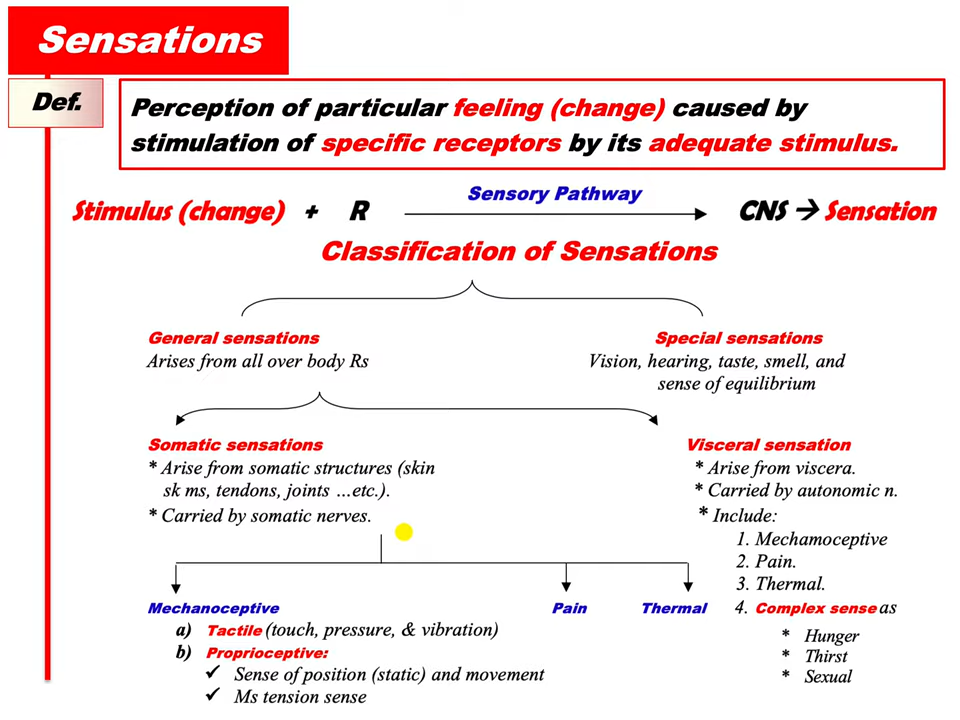 Sensations
Def.
Perception of particular feeling (change) caused by
stimulation of specific receptors by its adequate stimulus.
Sensory Pathway
Stimulus (change) + R CNS → Sensation
Classification of Sensations
General sensations
Arises from all over body Rs
Special sensations
Vision, hearing, taste, smell, and
sense of equilibrium
Somatic sensations
* Arise from somatic structures (skin
sk ms, tendons, joints …etc.).
* Carried by somatic nerves.
Visceral sensation
* Arise from viscera.
* Carried by autonomic n.
* Include:
1. Mechamoceptive
2. Pain.
3. Thermal.
4. Complex sense as
* Hunger
* Thirst
* Sexual
Mechanoceptive
a) Tactile (touch, pressure, & vibration)
b) Proprioceptive:
✓ Sense of position (static) and movement
✓ Ms tension sense
Pain
Thermal